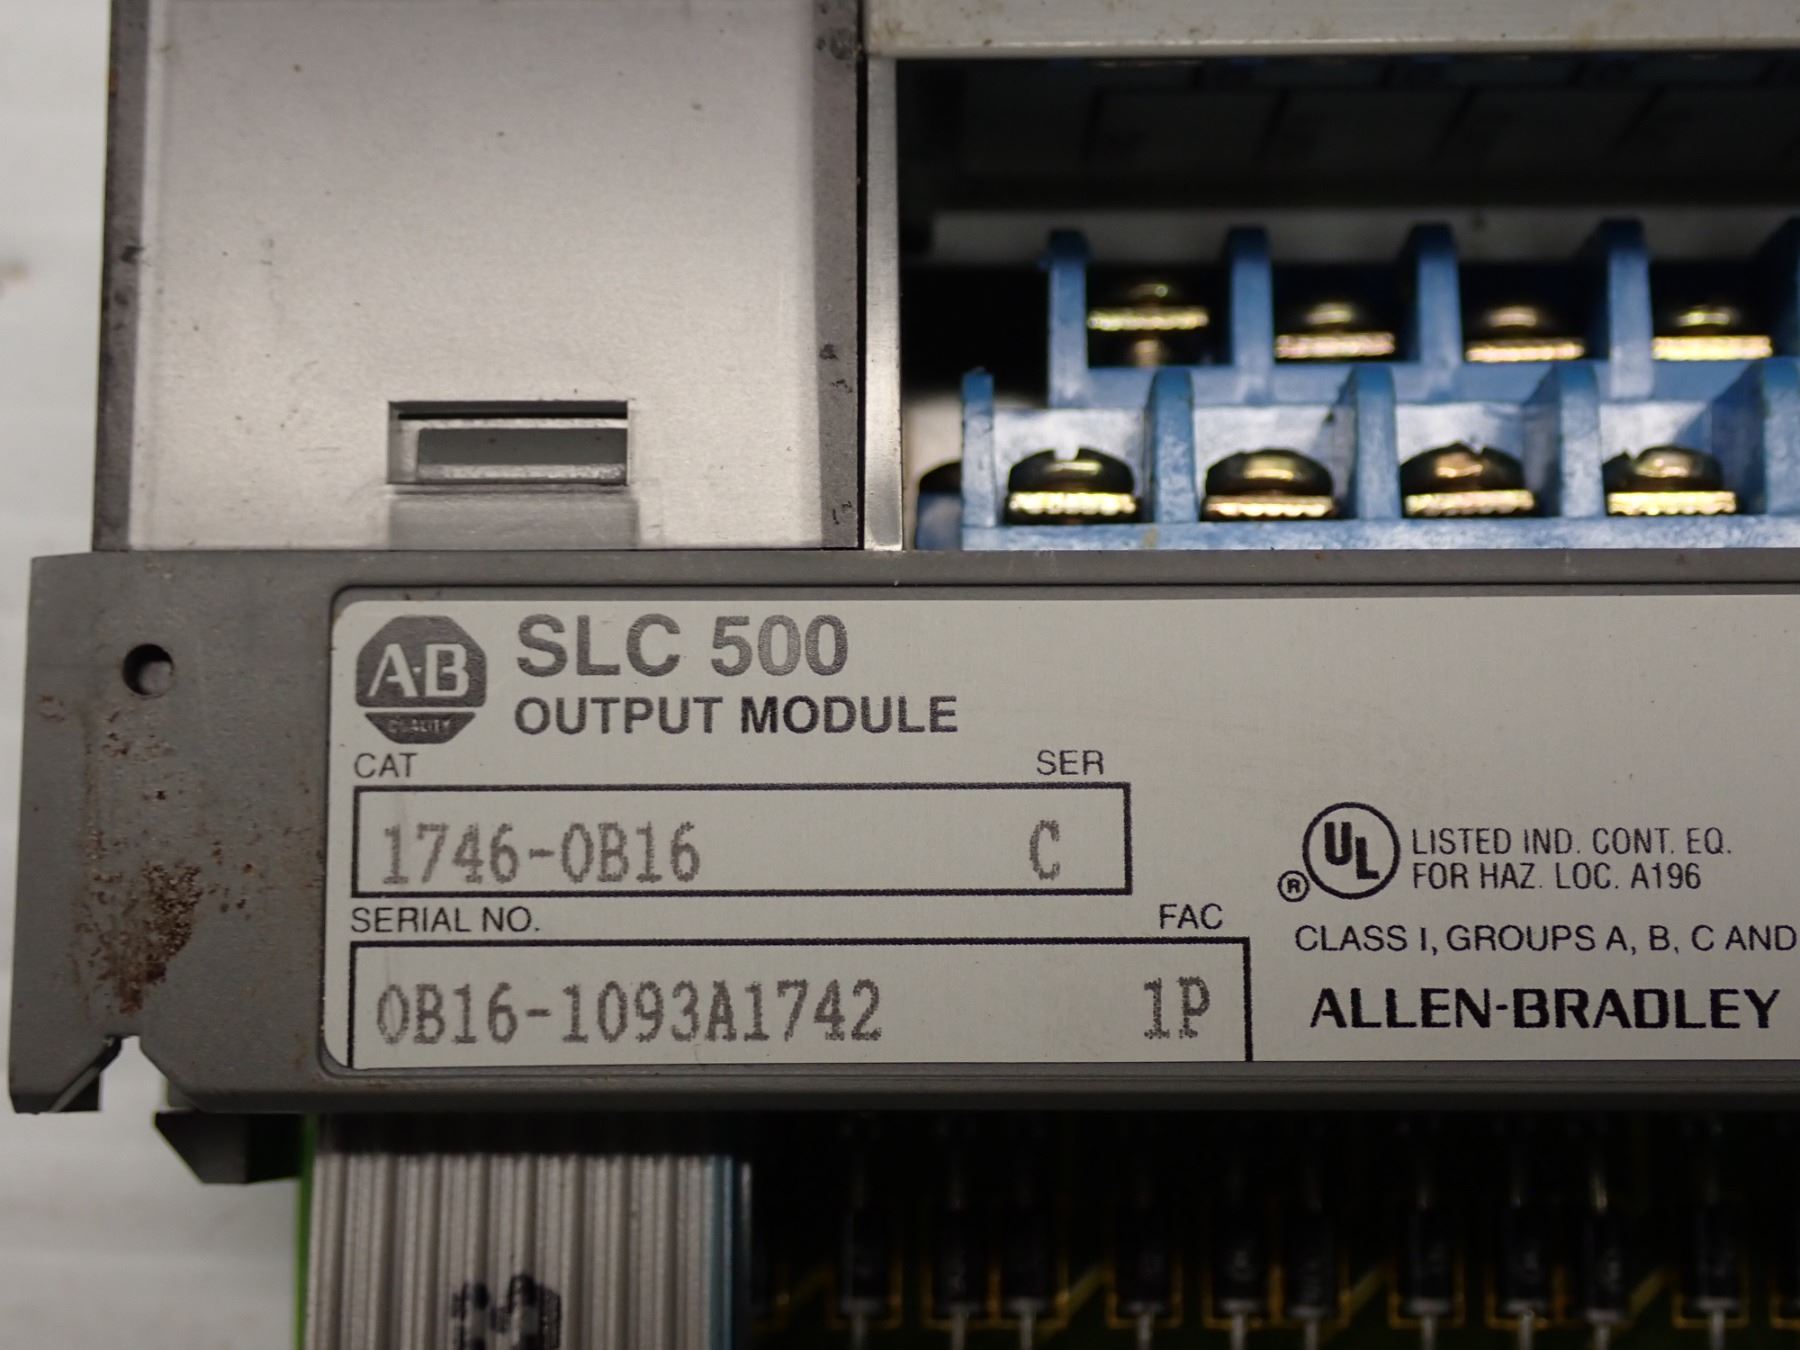 A-B
QUALITY
SLC 500
OUTPUT MODULE
CAT SER
1746-OB16 C
SERIAL NO. FAC
OB16-1093A1742 1P
UL
®
LISTED IND. CONT. EQ.
FOR HAZ. LOC. A196
CLASS I, GROUPS A, B, C AND
ALLEN-BRADLEY